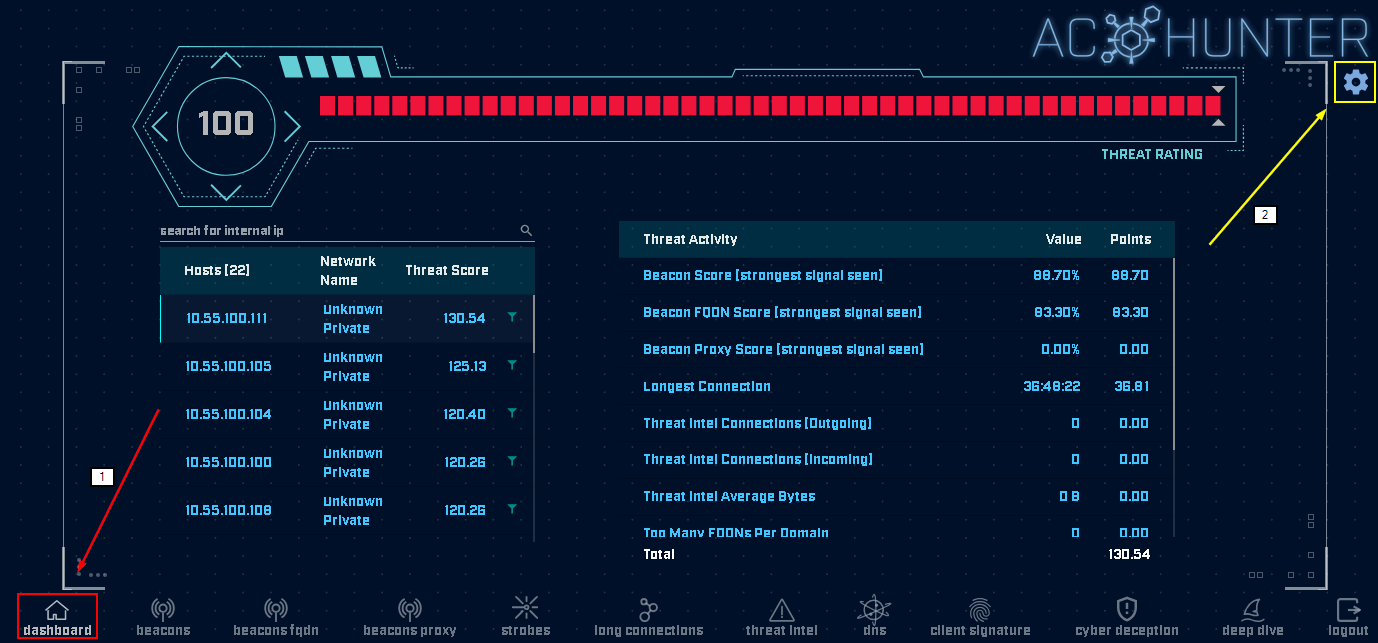 AC HUNTER
100
THREAT RATING
2
search for internal ip
Hosts [22] Network Name Threat Score
10.55.100.111 Unknown Private 130.54
10.55.100.105 Unknown Private 125.13
10.55.100.104 Unknown Private 120.40
10.55.100.100 Unknown Private 120.26
10.55.100.108 Unknown Private 120.26
Threat Activity Value Points
Beacon Score [strongest signal seen] 88.70% 88.70
Beacon FQDN Score [strongest signal seen] 83.30% 83.30
Beacon Proxy Score [strongest signal seen] 0.00% 0.00
Longest Connection 36:48:22 36.81
Threat Intel Connections [Outgoing] 0 0.00
Threat Intel Connections [Incoming] 0 0.00
Threat Intel Average Bytes 0 B 0.00
Too Many FQDNs Per Domain 0 0.00
Total 130.54
1
dashboard beacons beacons fqdn beacons proxy strobes long connections threat intel dns client signature cyber deception deep dive logout